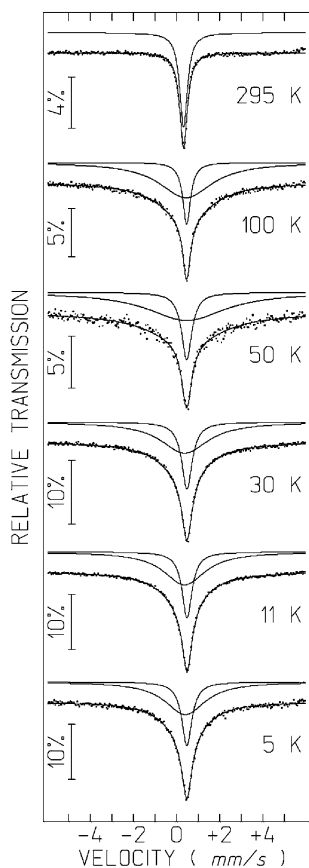 RELATIVE TRANSMISSION
4%
295 K
5%
100 K
5%
50 K
10%
30 K
10%
11 K
10%
5 K
-4 -2 0 +2 +4
VELOCITY ( mm/s )